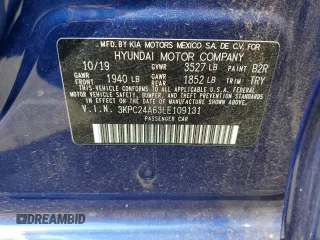 MFD. BY KIA MOTORS MEXICO SA. DE C.V. FOR
HYUNDAI MOTOR COMPANY
10/19 GVWR 3527 LB PAINT B2R
GAWR FRONT 1940 LB GAWR REAR 1852 LB TRIM TRY
THIS VEHICLE CONFORMS TO ALL APPLICABLE U.S.A. FEDERAL
MOTOR VEHICLE SAFETY, BUMPER, AND THEFT PREVENTION
STANDARDS IN EFFECT ON THE DATE OF MANUFACTURE
SHOWN ABOVE.
V.I.N. 3KPC24A63LE109131
PASSENGER CAR
DREAMBID